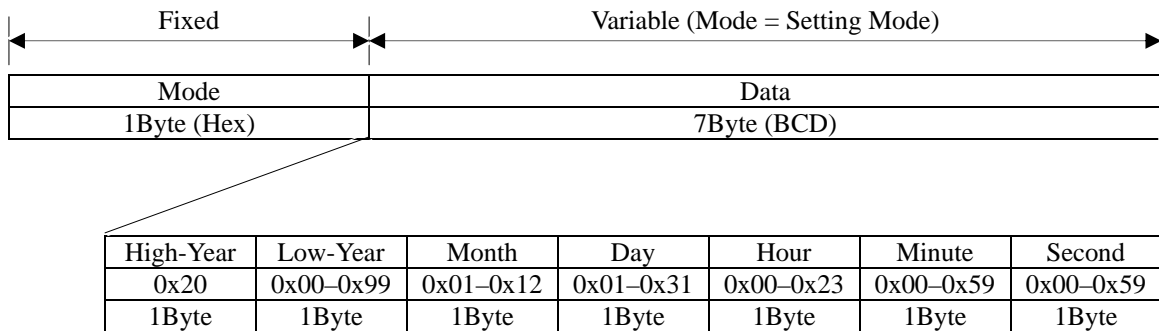 Fixed Variable (Mode = Setting Mode)
Mode Data
1Byte (Hex) 7Byte (BCD)
High-Year Low-Year Month Day Hour Minute Second
0x20 0x00–0x99 0x01–0x12 0x01–0x31 0x00–0x23 0x00–0x59 0x00–0x59
1Byte 1Byte 1Byte 1Byte 1Byte 1Byte 1Byte